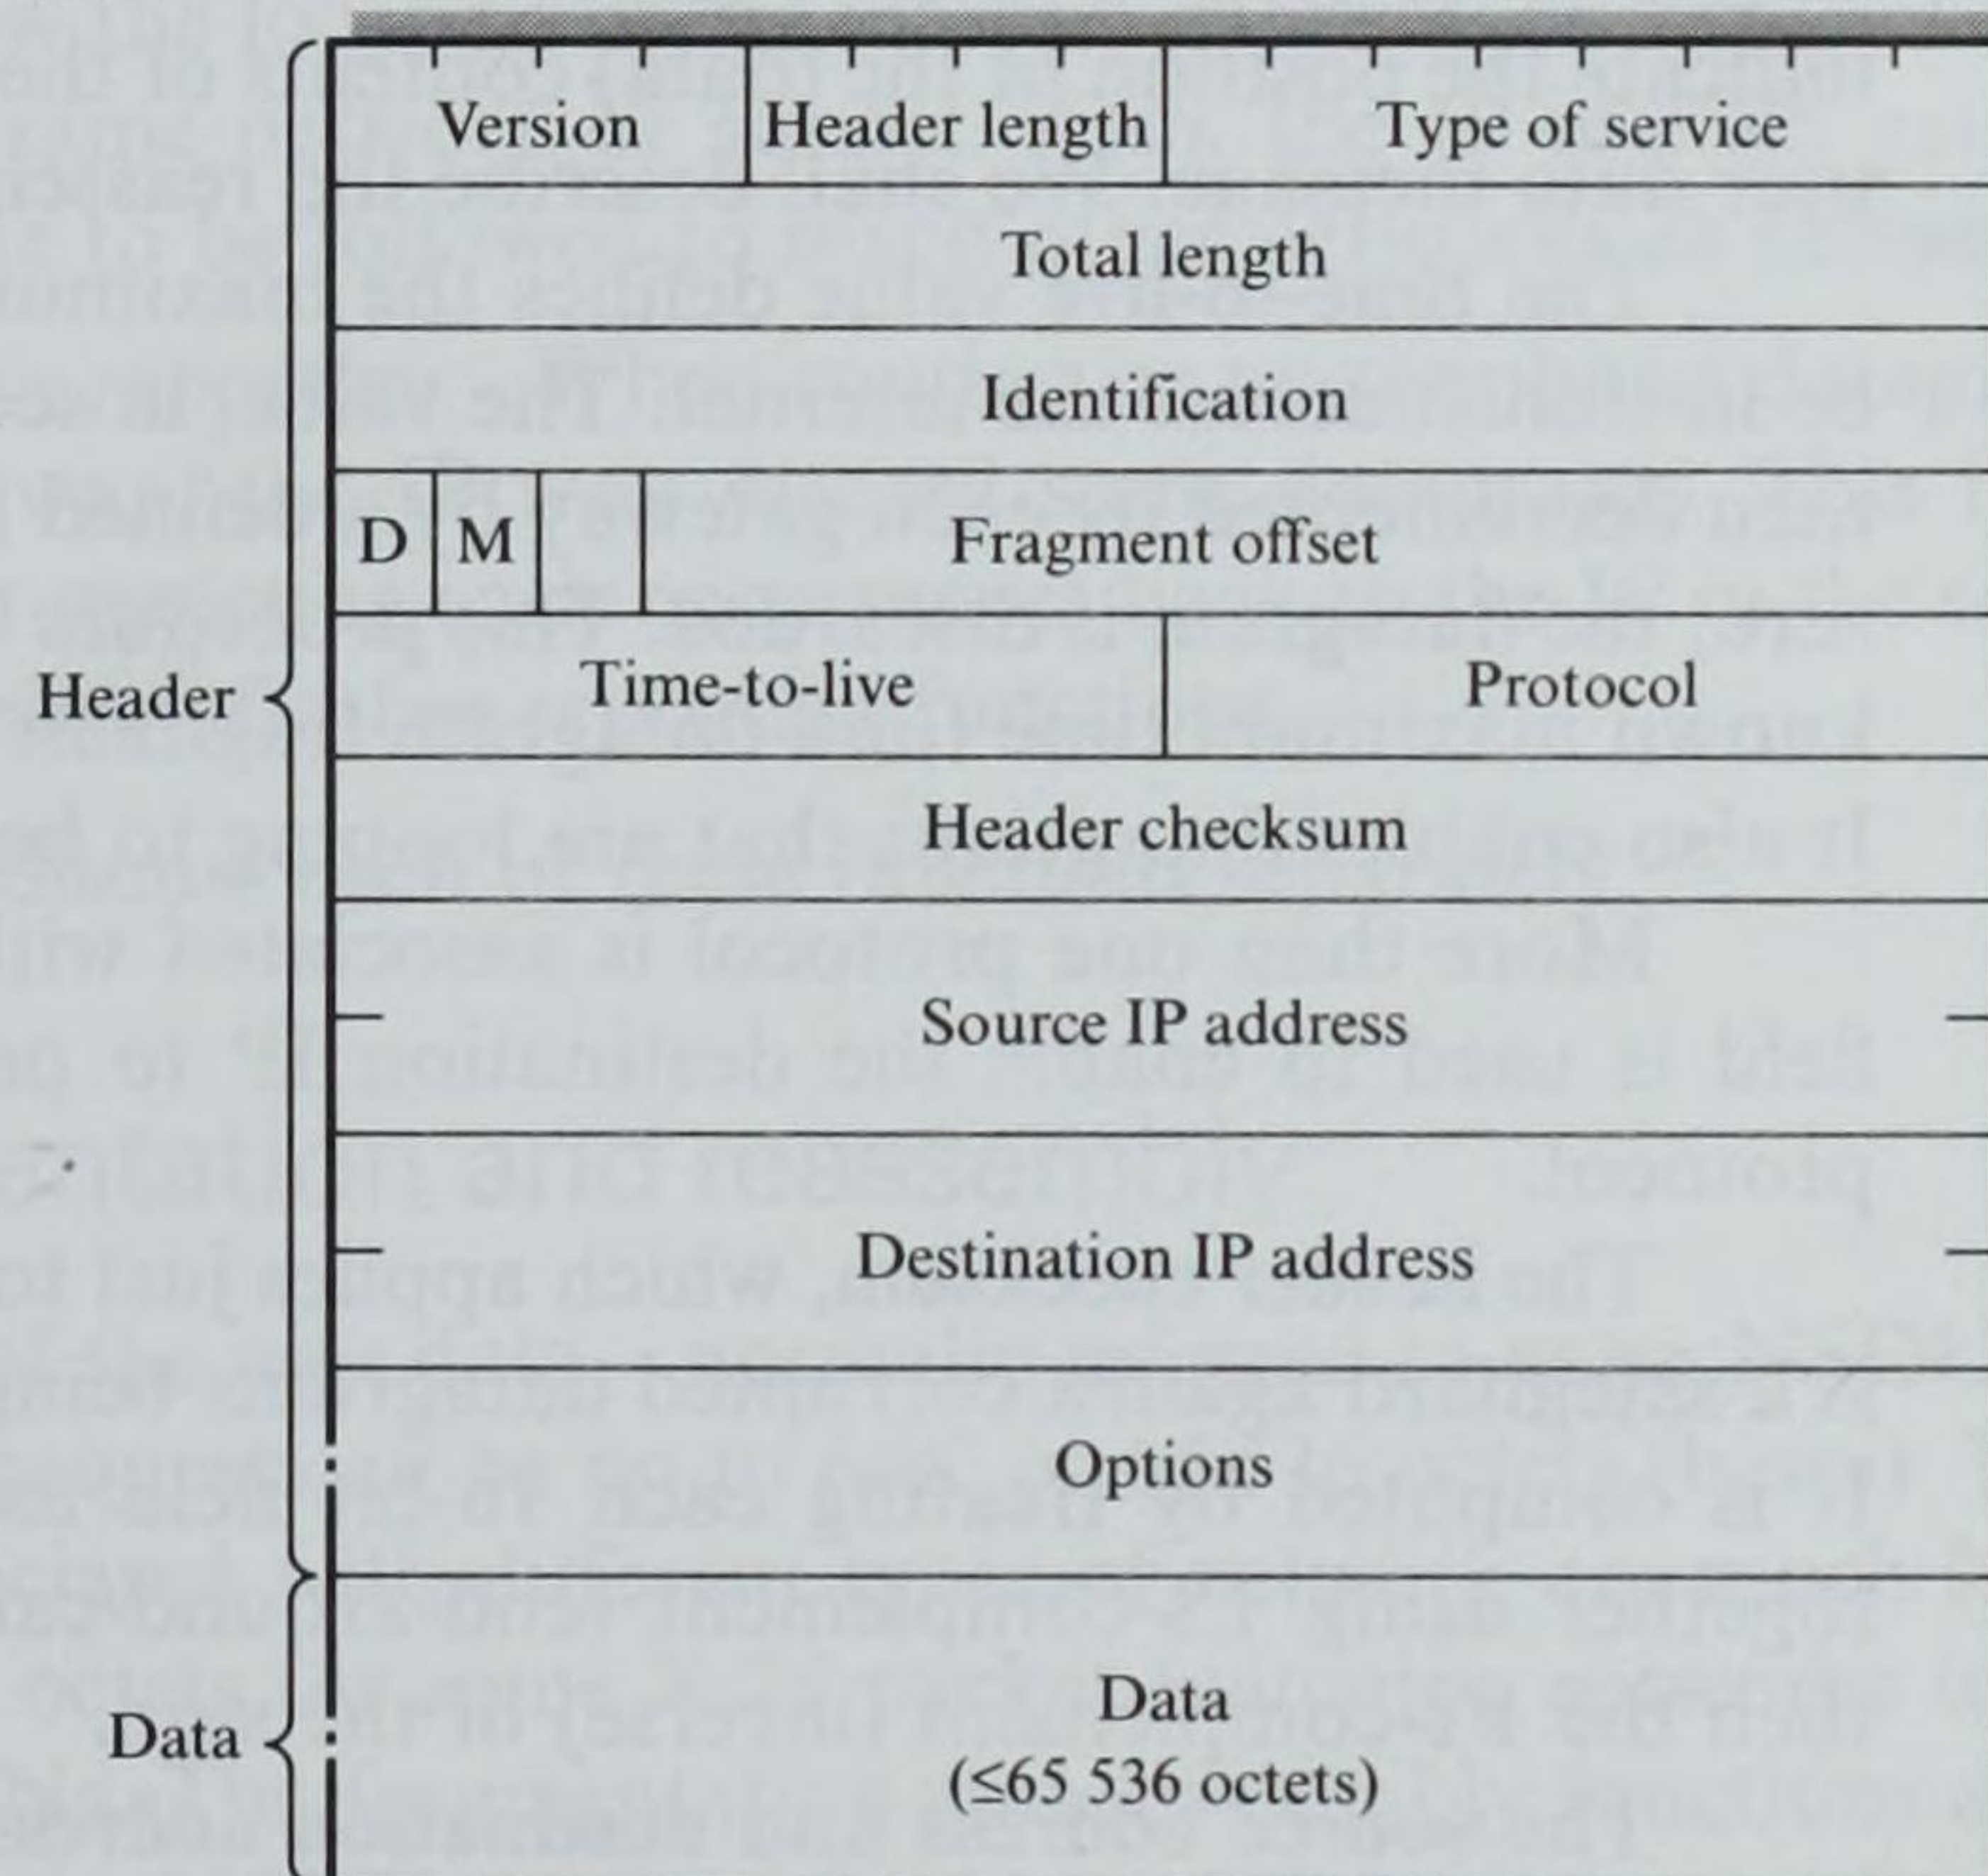 Version Header length Type of service
Total length
Identification
D M Fragment offset
Header Time-to-live Protocol
Header checksum
Source IP address
Destination IP address
Options
Data
Data
(≤65 536 octets)